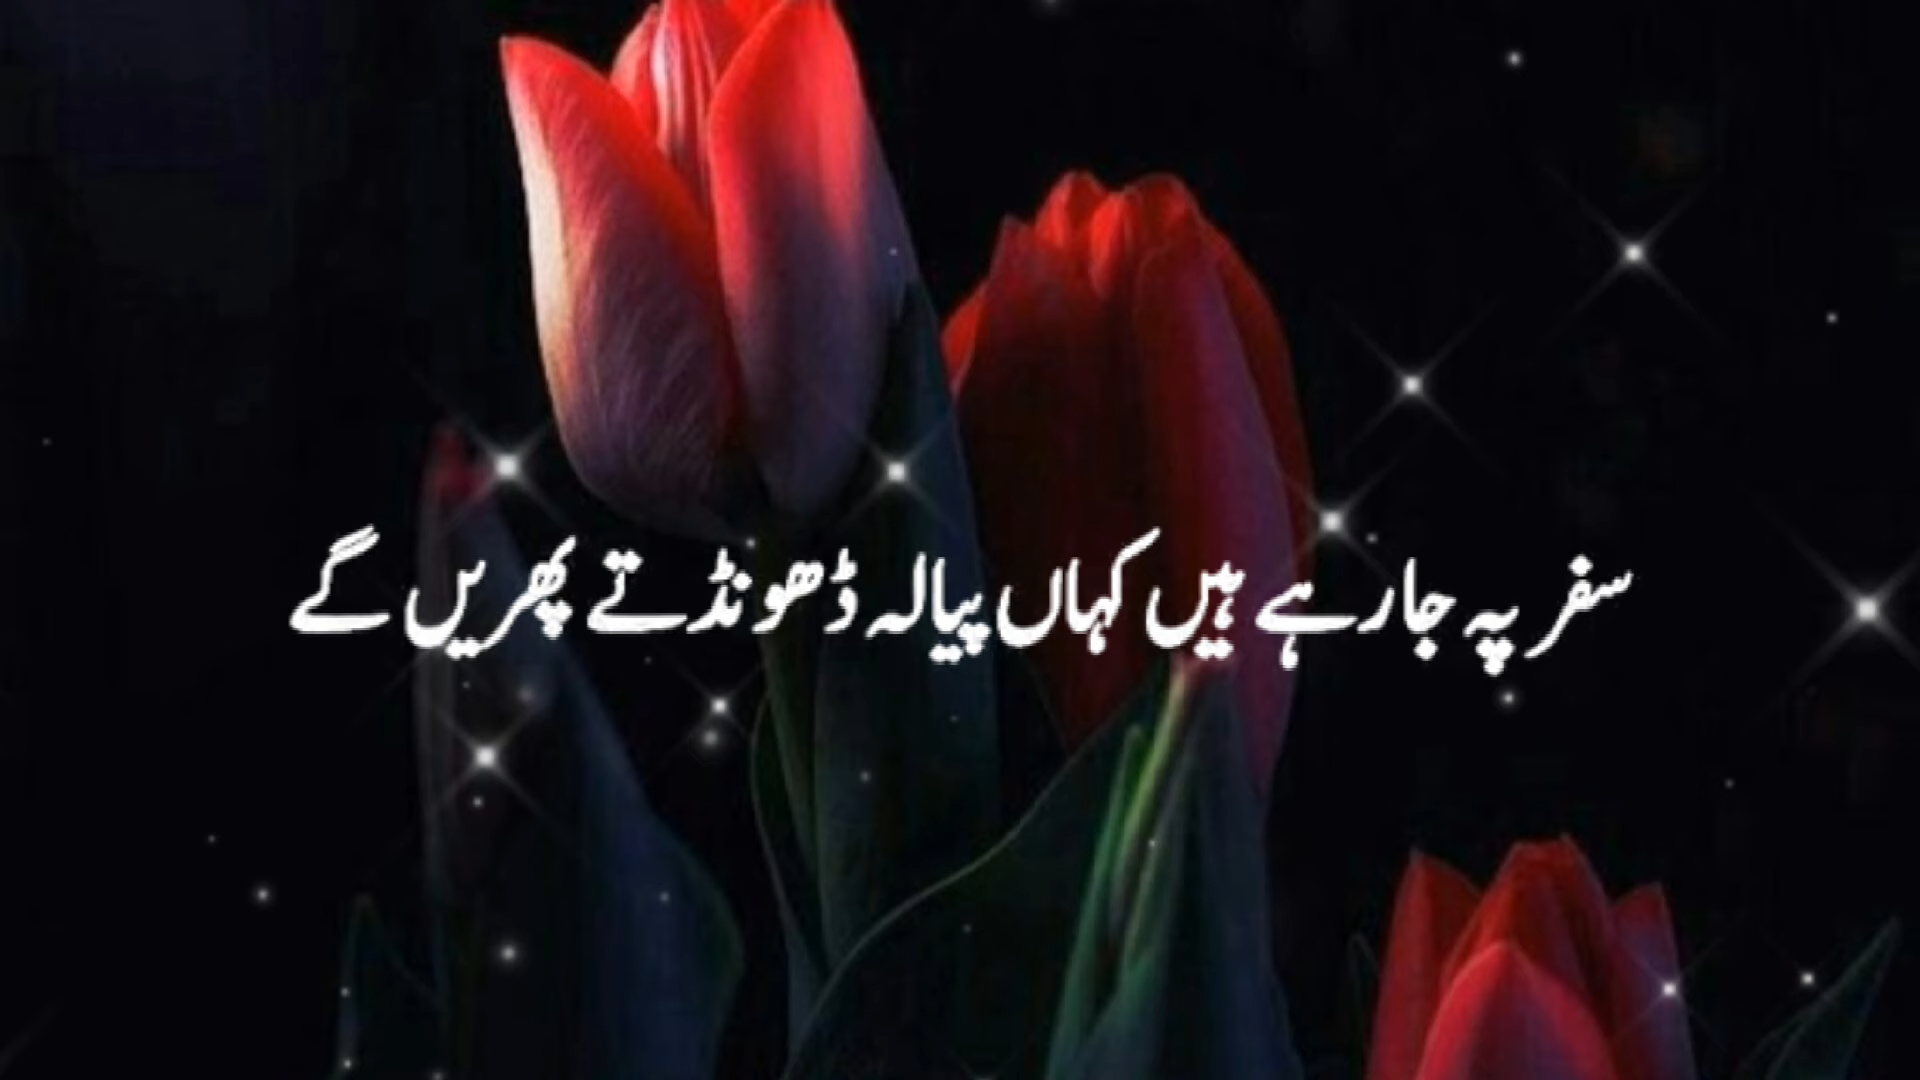 سفر پہ جا رہے ہیں کہاں پیالہ ڈھونڈتے پھریں گے